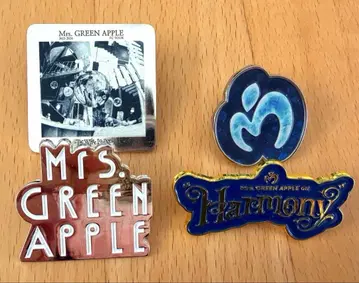 Mrs. GREEN APPLE
MRS.
GREEN
APPLE
Mrs. GREEN APPLE on
"Harmony"